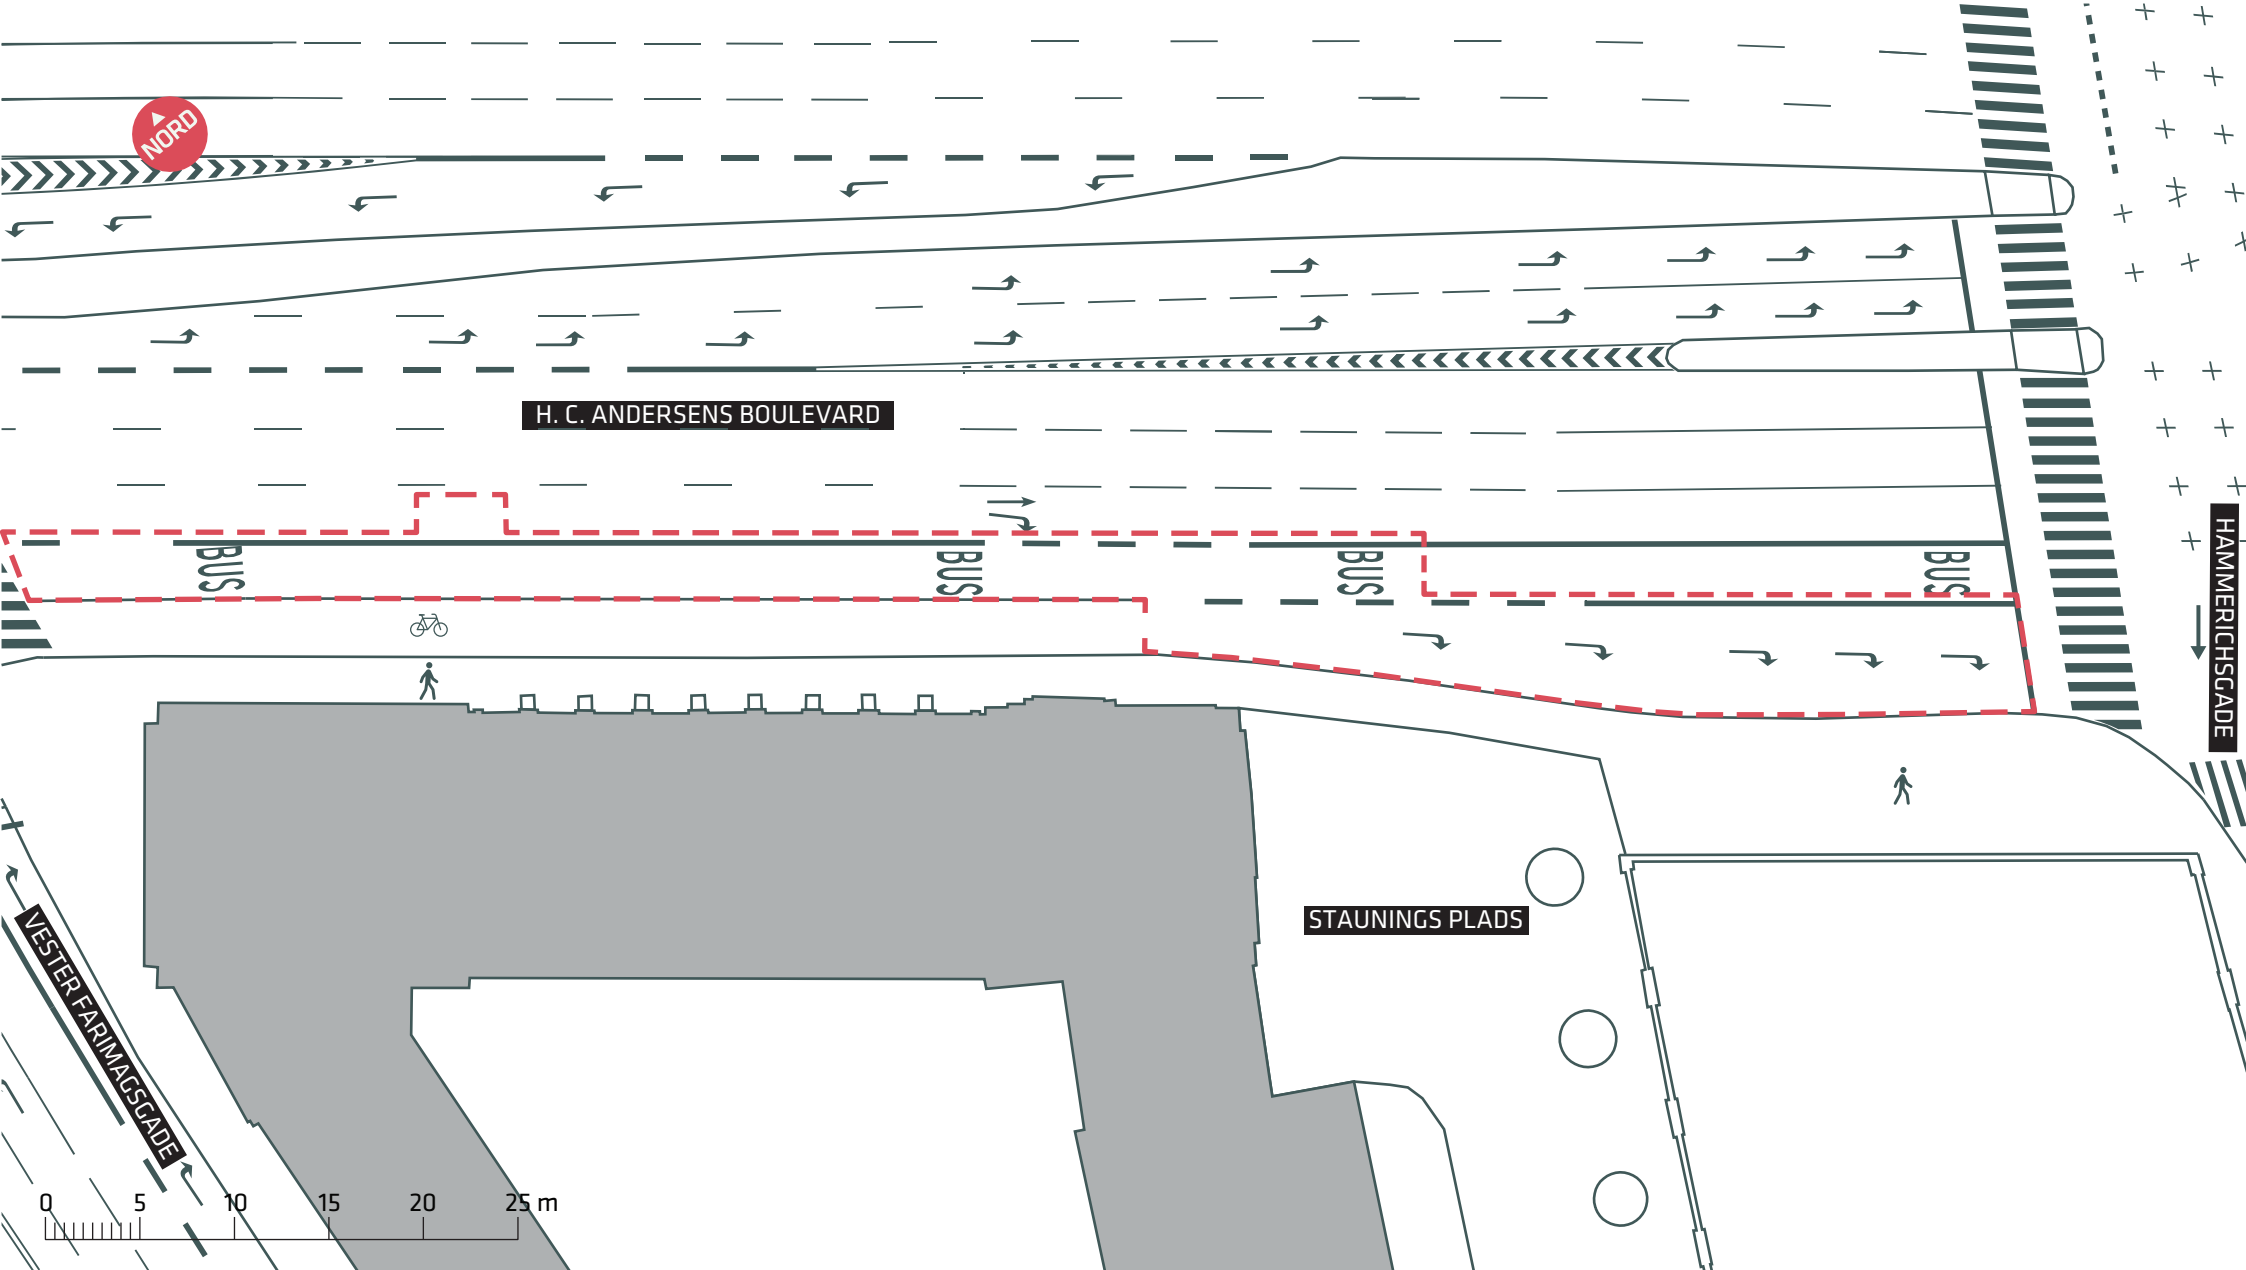 NORD
H. C. ANDERSENS BOULEVARD
BUS
BUS
BUS
BUS
HAMMERICHSGADE
STAUNINGS PLADS
VESTER FARIMAGSGADE
0 5 10 15 20 25 m